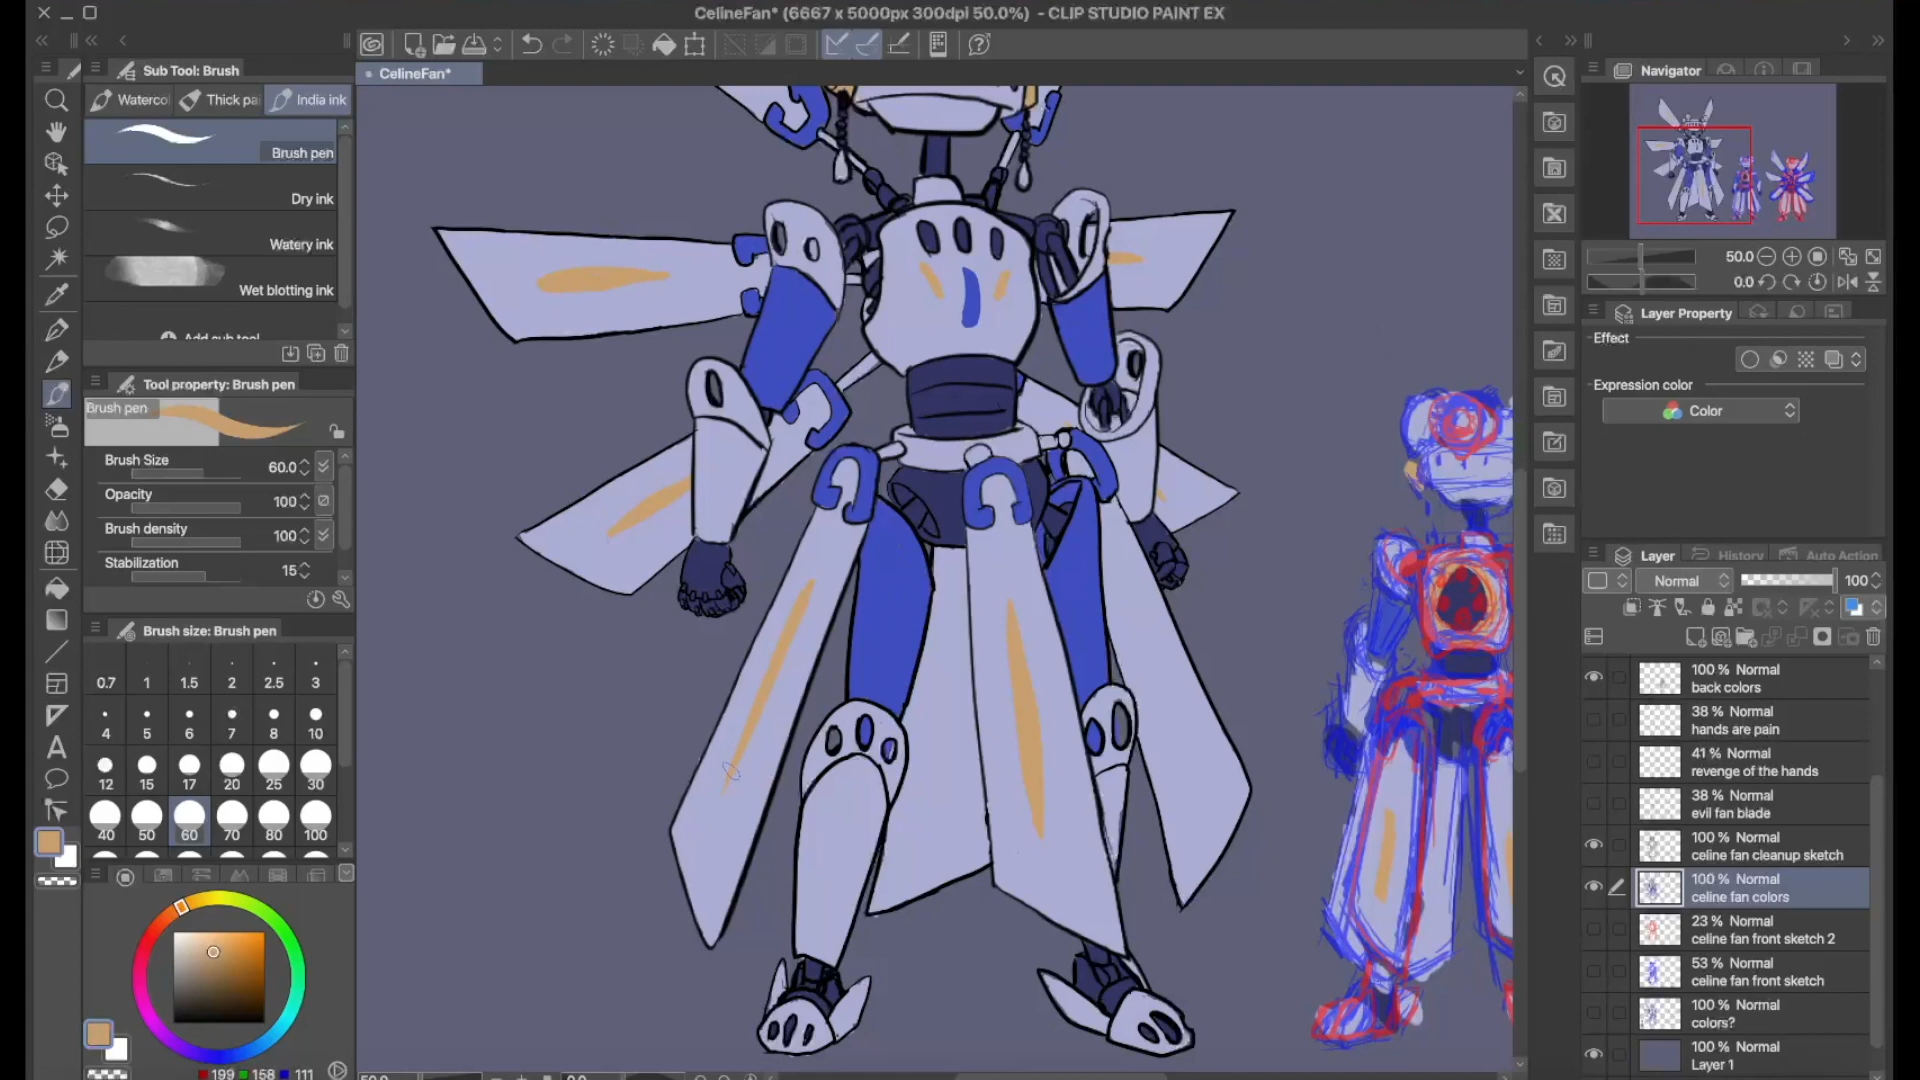 CelineFan* (6667 x 5000px 300dpi 50.0%) - CLIP STUDIO PAINT EX
Sub Tool: Brush
Waterco
Thick pai
India ink
Brush pen
Dry ink
Watery ink
Wet blotting ink
Add sub tool
Tool property: Brush pen
Brush pen
Brush Size
60.0
Opacity
100
Brush density
100
Stabilization
15
Brush size: Brush pen
0.7 1 1.5 2 2.5 3
4 5 6 7 8 10
12 15 17 20 25 30
40 50 60 70 80 100
199 158 111
CelineFan*
Navigator
50.0
0.0
Layer Property
Effect
Expression color
Color
Layer
History
Auto Action
Normal
100
100 % Normal
back colors
38 % Normal
hands are pain
41 % Normal
revenge of the hands
38 % Normal
evil fan blade
100 % Normal
celine fan cleanup sketch
100 % Normal
celine fan colors
23 % Normal
celine fan front sketch 2
53 % Normal
celine fan front sketch
100 % Normal
colors?
100 % Normal
Layer 1